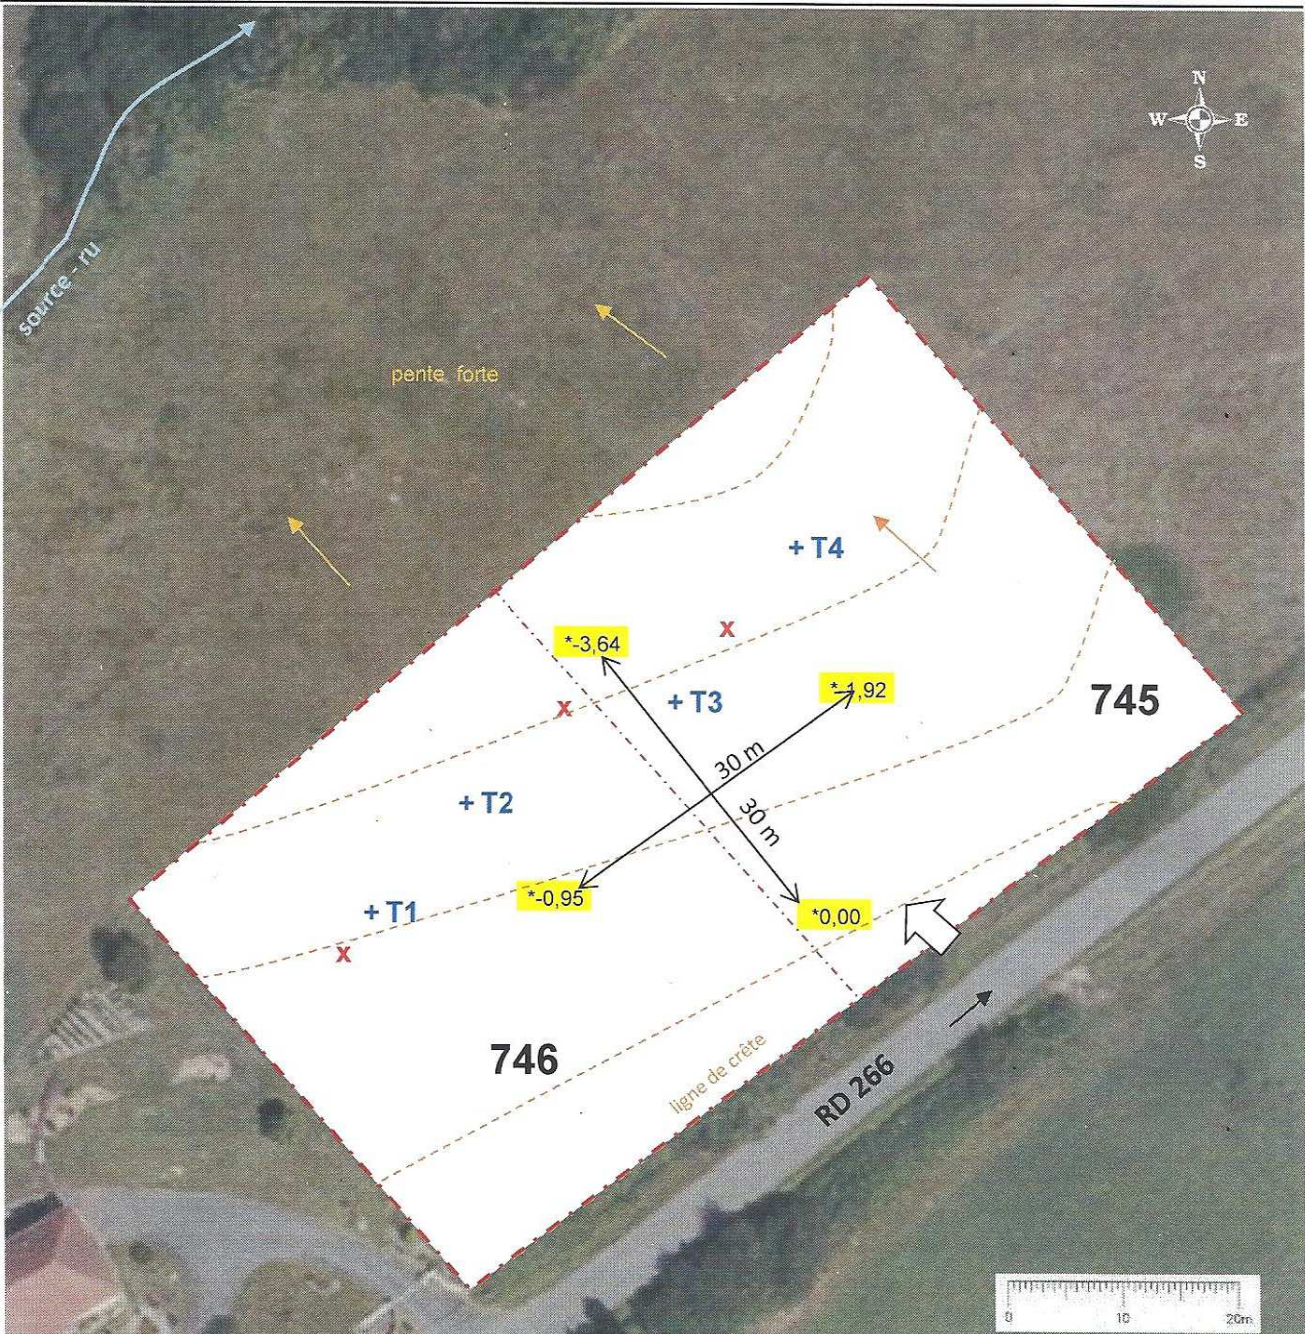 N
W E
S
source - ru
pente forte
+ T4
*-3,64
x
*-1,92
+ T3
745
x
30 m
+ T2
30 m
*-0,95
+ T1
*0,00
x
746
ligne de crête
RD 266
0 10 20m